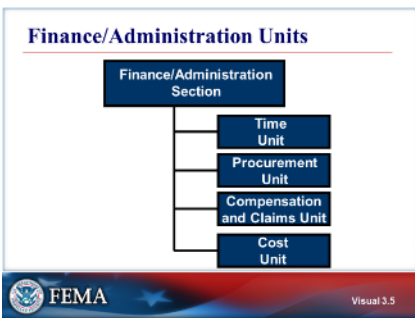 Finance/Administration Units
Finance/Administration
Section
Time
Unit
Procurement
Unit
Compensation
and Claims Unit
Cost
Unit
FEMA
Visual 3.5